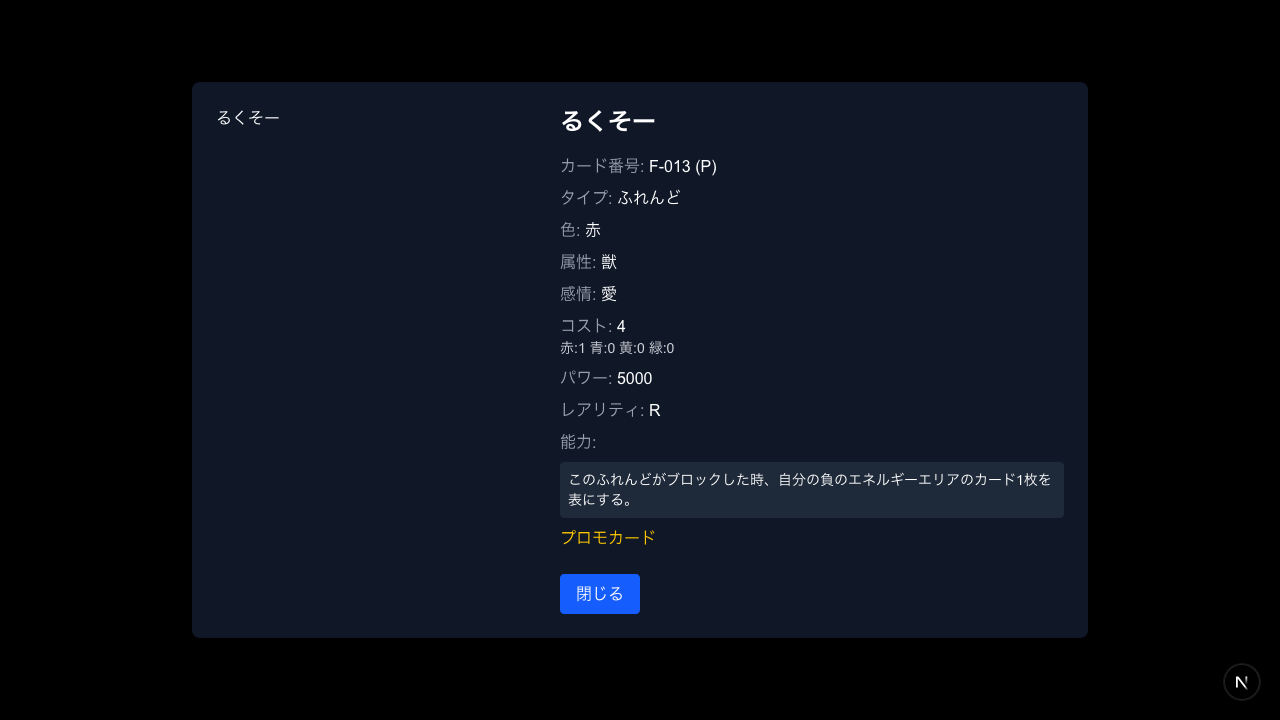 るくそー
るくそー
カード番号: F-013 (P)
タイプ: ふれんど
色: 赤
属性: 獣
感情: 愛
コスト: 4
赤:1 青:0 黄:0 緑:0
パワー: 5000
レアリティ: R
能力:
このふれんどがブロックした時、自分の負のエネルギーエリアのカード1枚を
表にする。
プロモカード
閉じる
N